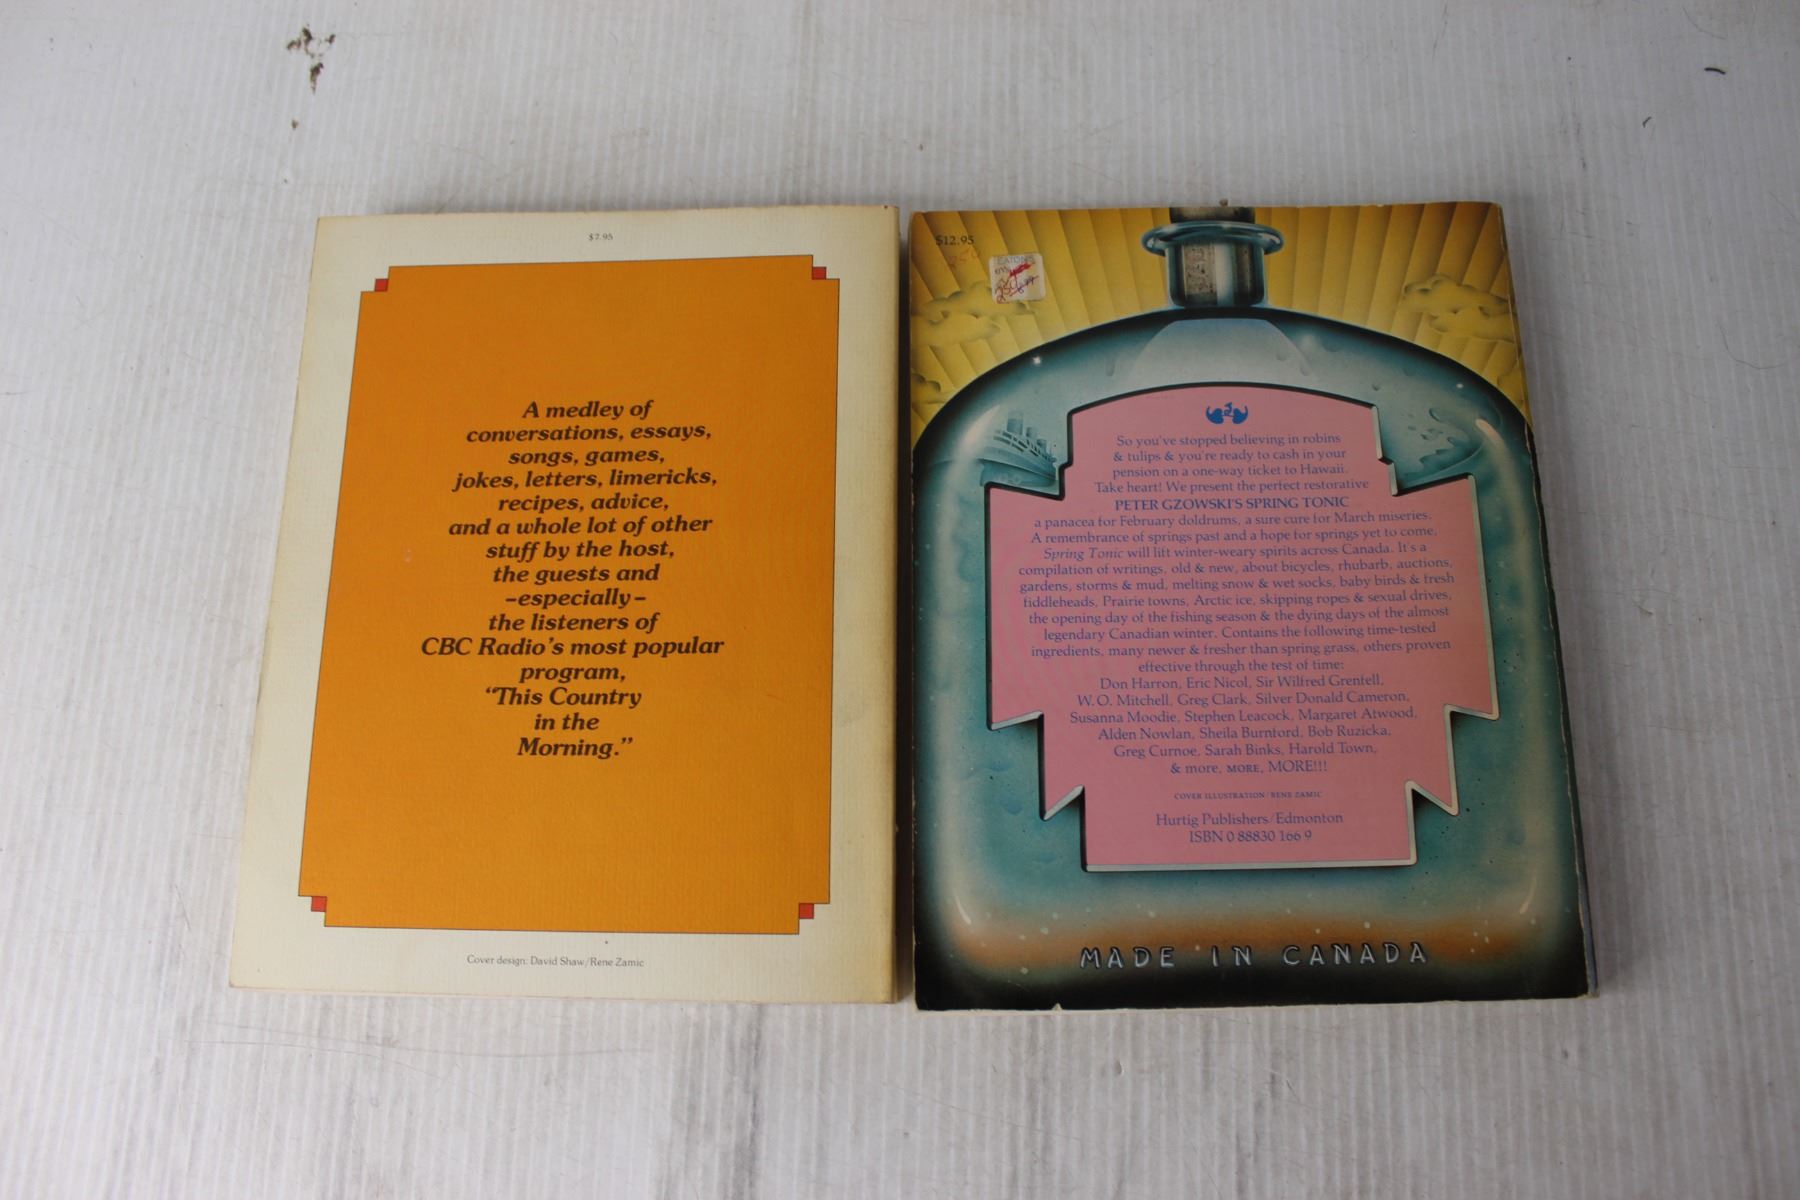 $7.95
A medley of
conversations, essays,
songs, games,
jokes, letters, limericks,
recipes, advice,
and a whole lot of other
stuff by the host,
the guests and
–especially–
the listeners of
CBC Radio's most popular
program,
“This Country
in the
Morning.”
Cover design: David Shaw/Rene Zamic
$12.95
250
EATON'S
So you've stopped believing in robins
& tulips & you're ready to cash in your
pension on a one-way ticket to Hawaii.
Take heart! We present the perfect restorative
PETER GZOWSKI'S SPRING TONIC
a panacea for February doldrums, a sure cure for March miseries.
A remembrance of springs past and a hope for springs yet to come,
Spring Tonic will lift winter-weary spirits across Canada. It's a
compilation of writings, old & new, about bicycles, rhubarb, auctions,
gardens, storms & mud, melting snow & wet socks, baby birds & fresh
fiddleheads, Prairie towns, Arctic ice, skipping ropes & sexual drives,
the opening day of the fishing season & the dying days of the almost
legendary Canadian winter. Contains the following time-tested
ingredients, many newer & fresher than spring grass, others proven
effective through the test of time:
Don Harron, Eric Nicol, Sir Wilfred Grenfell,
W. O. Mitchell, Greg Clark, Silver Donald Cameron,
Susanna Moodie, Stephen Leacock, Margaret Atwood,
Alden Nowlan, Sheila Burnford, Bob Ruzicka,
Greg Curnoe, Sarah Binks, Harold Town,
& more, MORE, MORE!!!
COVER ILLUSTRATION/RENE ZAMIC
Hurtig Publishers/Edmonton
ISBN 0 88830 166 9
MADE IN CANADA